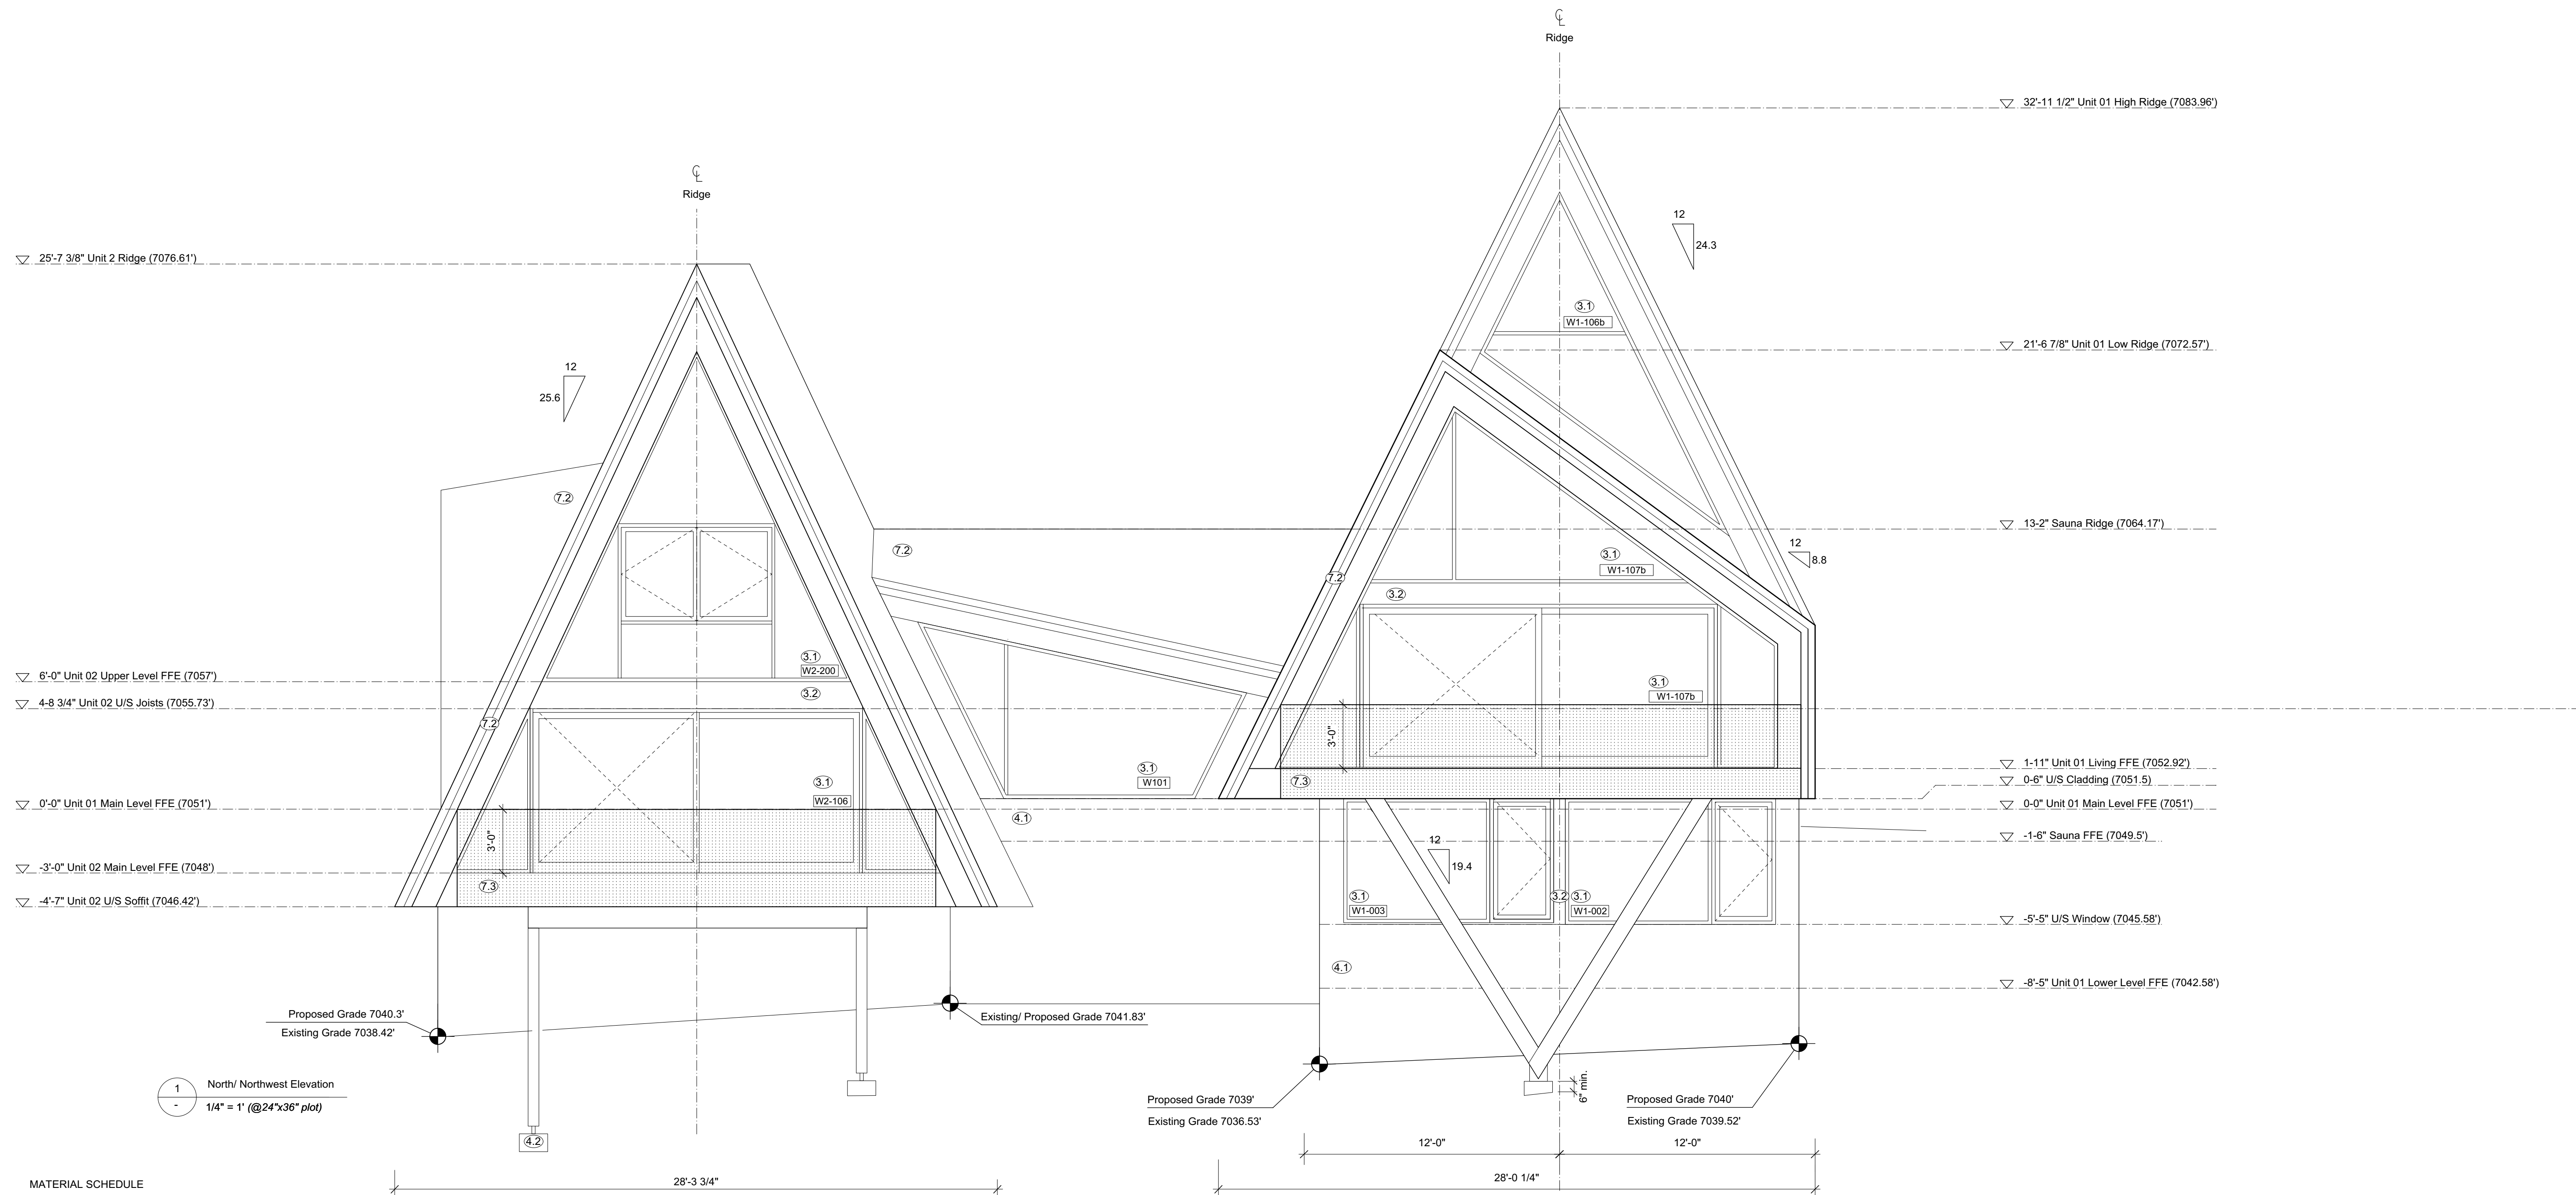 ℄
Ridge
32'-11 1/2" Unit 01 High Ridge (7083.96')
℄
Ridge
12
24.3
25'-7 3/8" Unit 2 Ridge (7076.61')
3.1
W1-106b
21'-6 7/8" Unit 01 Low Ridge (7072.57')
12
25.6
7.2
13-2" Sauna Ridge (7064.17')
7.2
3.1
W1-107b
12
8.8
7.2
3.2
3.1
W2-200
6'-0" Unit 02 Upper Level FFE (7057')
3.2
3.1
W1-107b
4-8 3/4" Unit 02 U/S Joists (7055.73')
7.2
3'-0"
1-11" Unit 01 Living FFE (7052.92')
3.1
W2-106
3.1
W101
7.3
0-6" U/S Cladding (7051.5)
0'-0" Unit 01 Main Level FFE (7051')
0-0" Unit 01 Main Level FFE (7051')
4.1
3'-0"
12
19.4
-1-6" Sauna FFE (7049.5')
-3'-0" Unit 02 Main Level FFE (7048')
7.3
3.1
W1-003
3.2
3.1
W1-002
-4'-7" Unit 02 U/S Soffit (7046.42')
-5'-5" U/S Window (7045.58')
4.1
-8'-5" Unit 01 Lower Level FFE (7042.58')
Proposed Grade 7040.3'
Existing Grade 7038.42'
Existing/ Proposed Grade 7041.83'
1
-
North/ Northwest Elevation
1/4" = 1' (@24"x36" plot)
6" min.
Proposed Grade 7039'
Existing Grade 7036.53'
Proposed Grade 7040'
Existing Grade 7039.52'
4.2
12'-0"
12'-0"
28'-3 3/4"
28'-0 1/4"
MATERIAL SCHEDULE